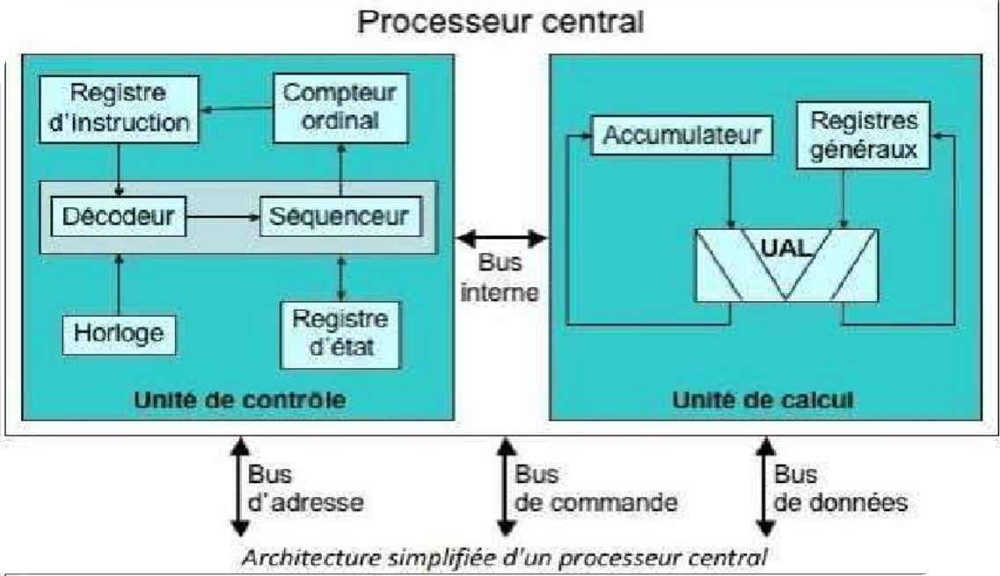 Processeur central
Registre
d'instruction
Compteur
ordinal
Décodeur
Séquenceur
Horloge
Registre
d'état
Unité de contrôle
Bus
interne
Accumulateur
Registres
généraux
UAL
Unité de calcul
Bus
d'adresse
Bus
de commande
Bus
de données
Architecture simplifiée d'un processeur central